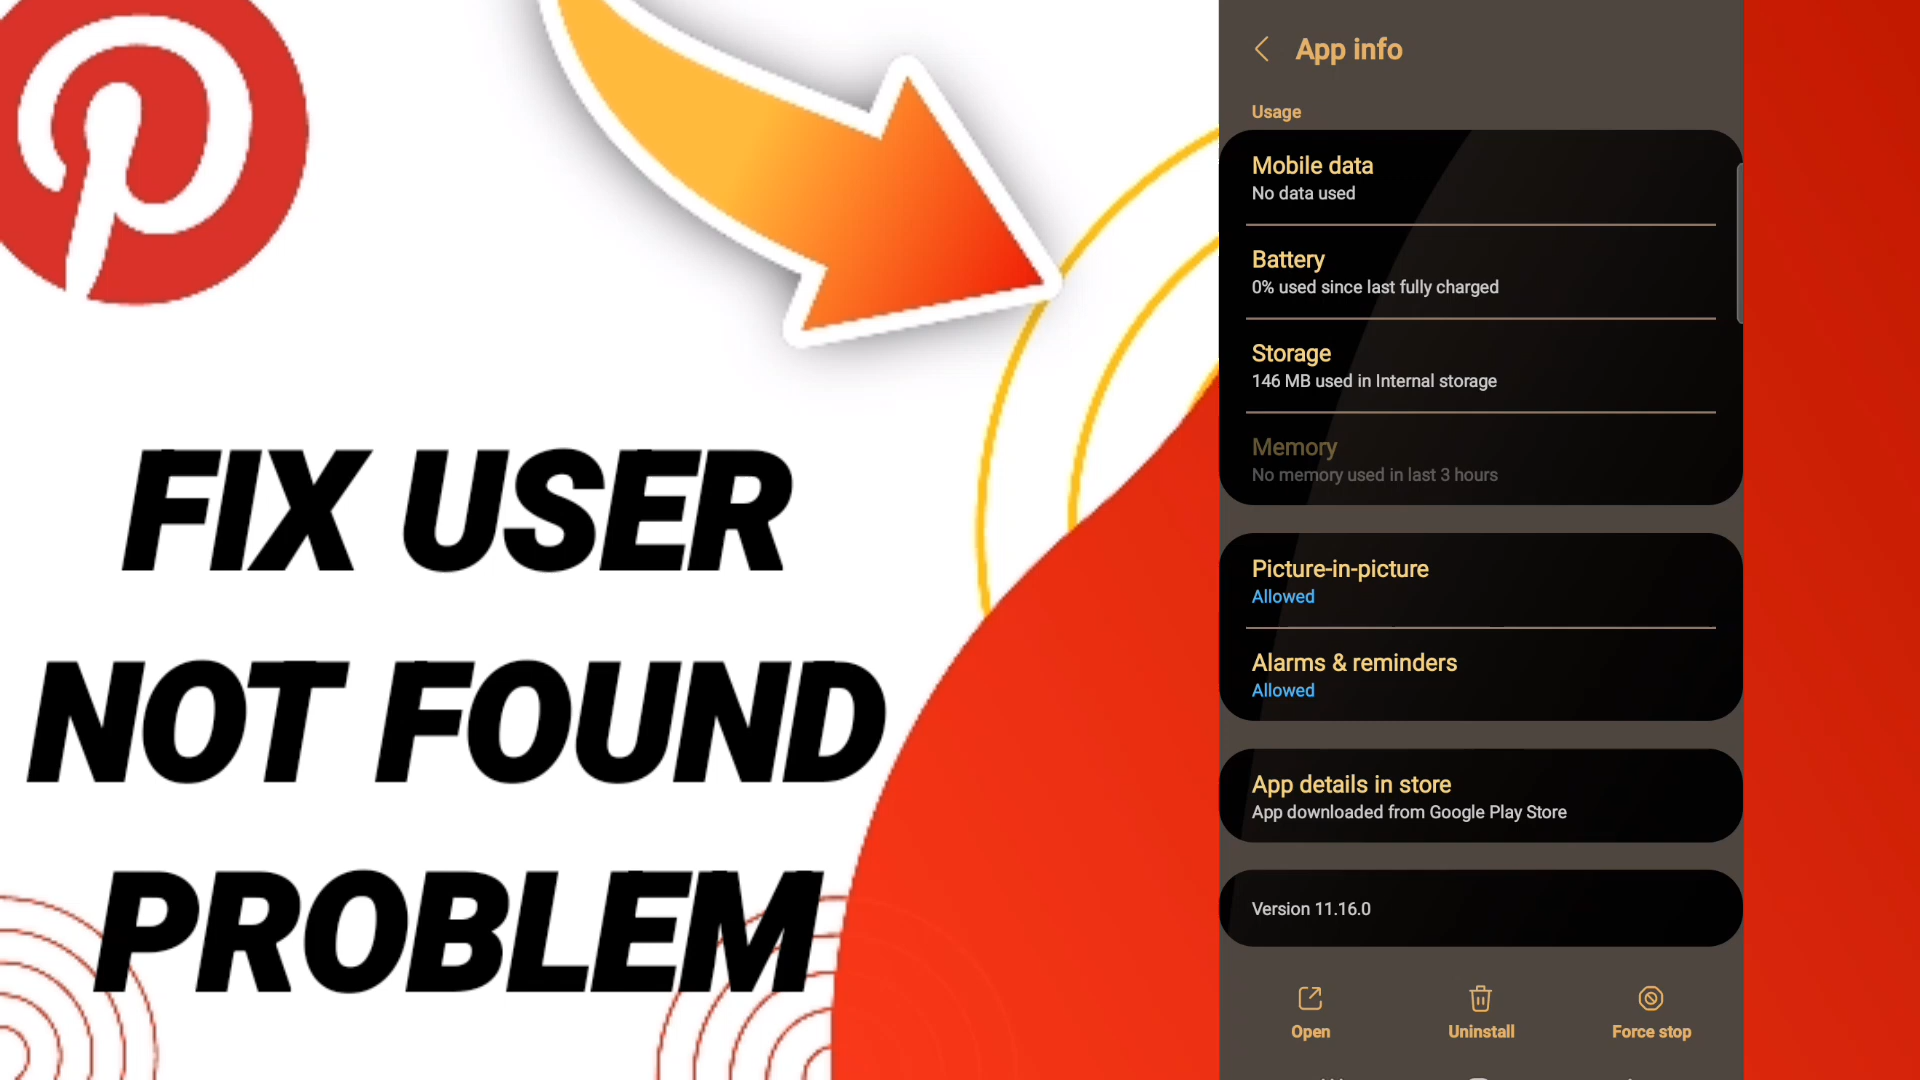 FIX USER
NOT FOUND
PROBLEM
App info
Usage
Mobile data
No data used
Battery
0% used since last fully charged
Storage
146 MB used in Internal storage
Memory
No memory used in last 3 hours
Picture-in-picture
Allowed
Alarms & reminders
Allowed
App details in store
App downloaded from Google Play Store
Version 11.16.0
Open
Uninstall
Force stop